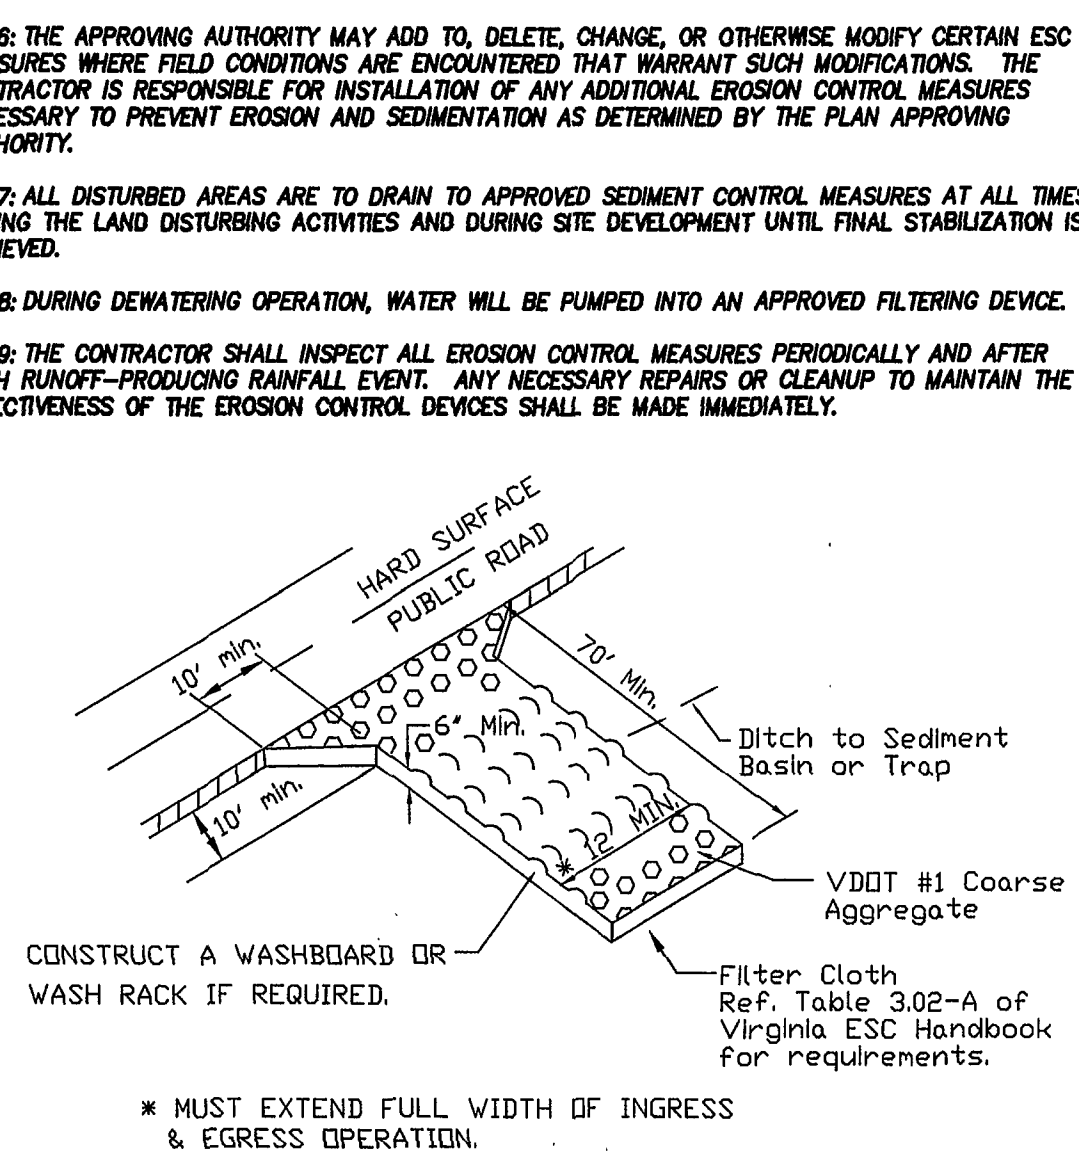 6: THE APPROVING AUTHORITY MAY ADD TO, DELETE, CHANGE, OR OTHERWISE MODIFY CERTAIN ESC
SURES WHERE FIELD CONDITIONS ARE ENCOUNTERED THAT WARRANT SUCH MODIFICATIONS. THE
TRACTOR IS RESPONSIBLE FOR INSTALLATION OF ANY ADDITIONAL EROSION CONTROL MEASURES
ESSARY TO PREVENT EROSION AND SEDIMENTATION AS DETERMINED BY THE PLAN APPROVING
HORITY.
7: ALL DISTURBED AREAS ARE TO DRAIN TO APPROVED SEDIMENT CONTROL MEASURES AT ALL TIMES
ING THE LAND DISTURBING ACTIVITIES AND DURING SITE DEVELOPMENT UNTIL FINAL STABILIZATION IS
IEVED.
8: DURING DEWATERING OPERATION, WATER WILL BE PUMPED INTO AN APPROVED FILTERING DEVICE.
9: THE CONTRACTOR SHALL INSPECT ALL EROSION CONTROL MEASURES PERIODICALLY AND AFTER
H RUNOFF-PRODUCING RAINFALL EVENT. ANY NECESSARY REPAIRS OR CLEANUP TO MAINTAIN THE
ECTIVENESS OF THE EROSION CONTROL DEVICES SHALL BE MADE IMMEDIATELY.
HARD SURFACE
PUBLIC ROAD
10' min.
70' Min.
6" Min.
Ditch to Sediment
Basin or Trap
10' min.
* 12' MIN.
VDOT #1 Coarse
Aggregate
CONSTRUCT A WASHBOARD OR
WASH RACK IF REQUIRED.
Filter Cloth
Ref. Table 3.02-A of
Virginia ESC Handbook
for requirements.
* MUST EXTEND FULL WIDTH OF INGRESS
& EGRESS OPERATION.